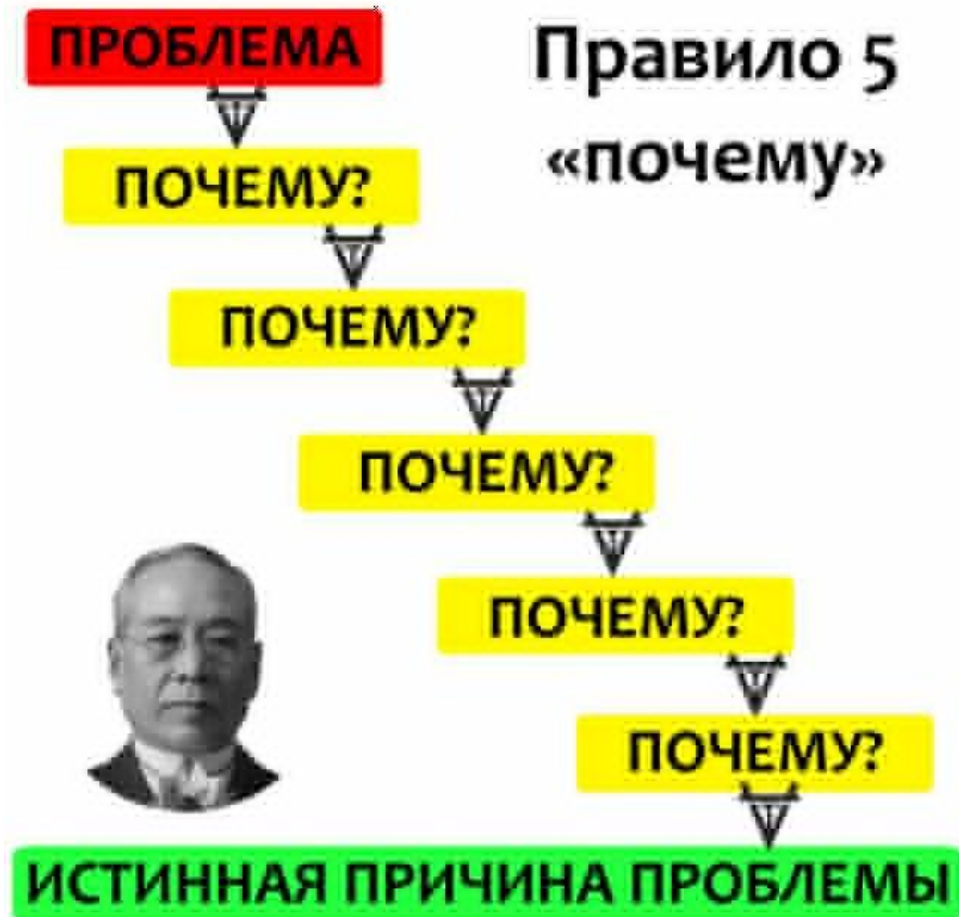 ПРОБЛЕМА
Правило 5
«почему»
ПОЧЕМУ?
ПОЧЕМУ?
ПОЧЕМУ?
ПОЧЕМУ?
ПОЧЕМУ?
ИСТИННАЯ ПРИЧИНА ПРОБЛЕМЫ